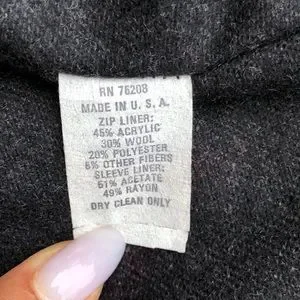 RN 76208
MADE IN U. S. A.
ZIP LINER:
45% ACRYLIC
30% WOOL
20% POLYESTER
5% OTHER FIBERS
SLEEVE LINER:
51% ACETATE
49% RAYON
DRY CLEAN ONLY